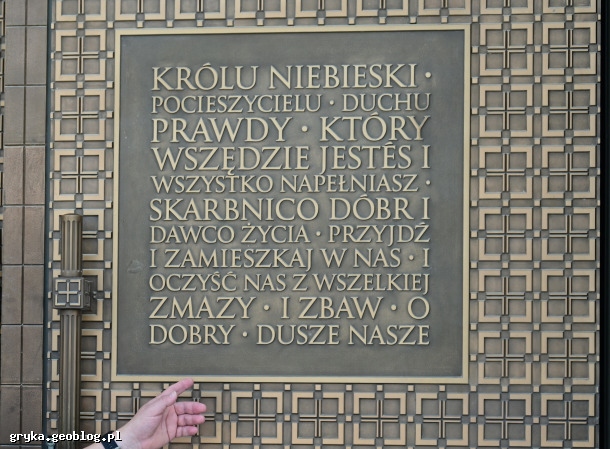 KRÓLU NIEBIESKI ·
POCIESZYCIELU · DUCHU
PRAWDY · KTÓRY
WSZĘDZIE JESTEŚ I
WSZYSTKO NAPEŁNIASZ ·
SKARBNICO DÓBR I
DAWCO ŻYCIA · PRZYJDŹ
I ZAMIESZKAJ W NAS · I
OCZYŚĆ NAS Z WSZELKIEJ
ZMAZY · I ZBAW · O
DOBRY · DUSZE NASZE
gryka.geoblog.pl